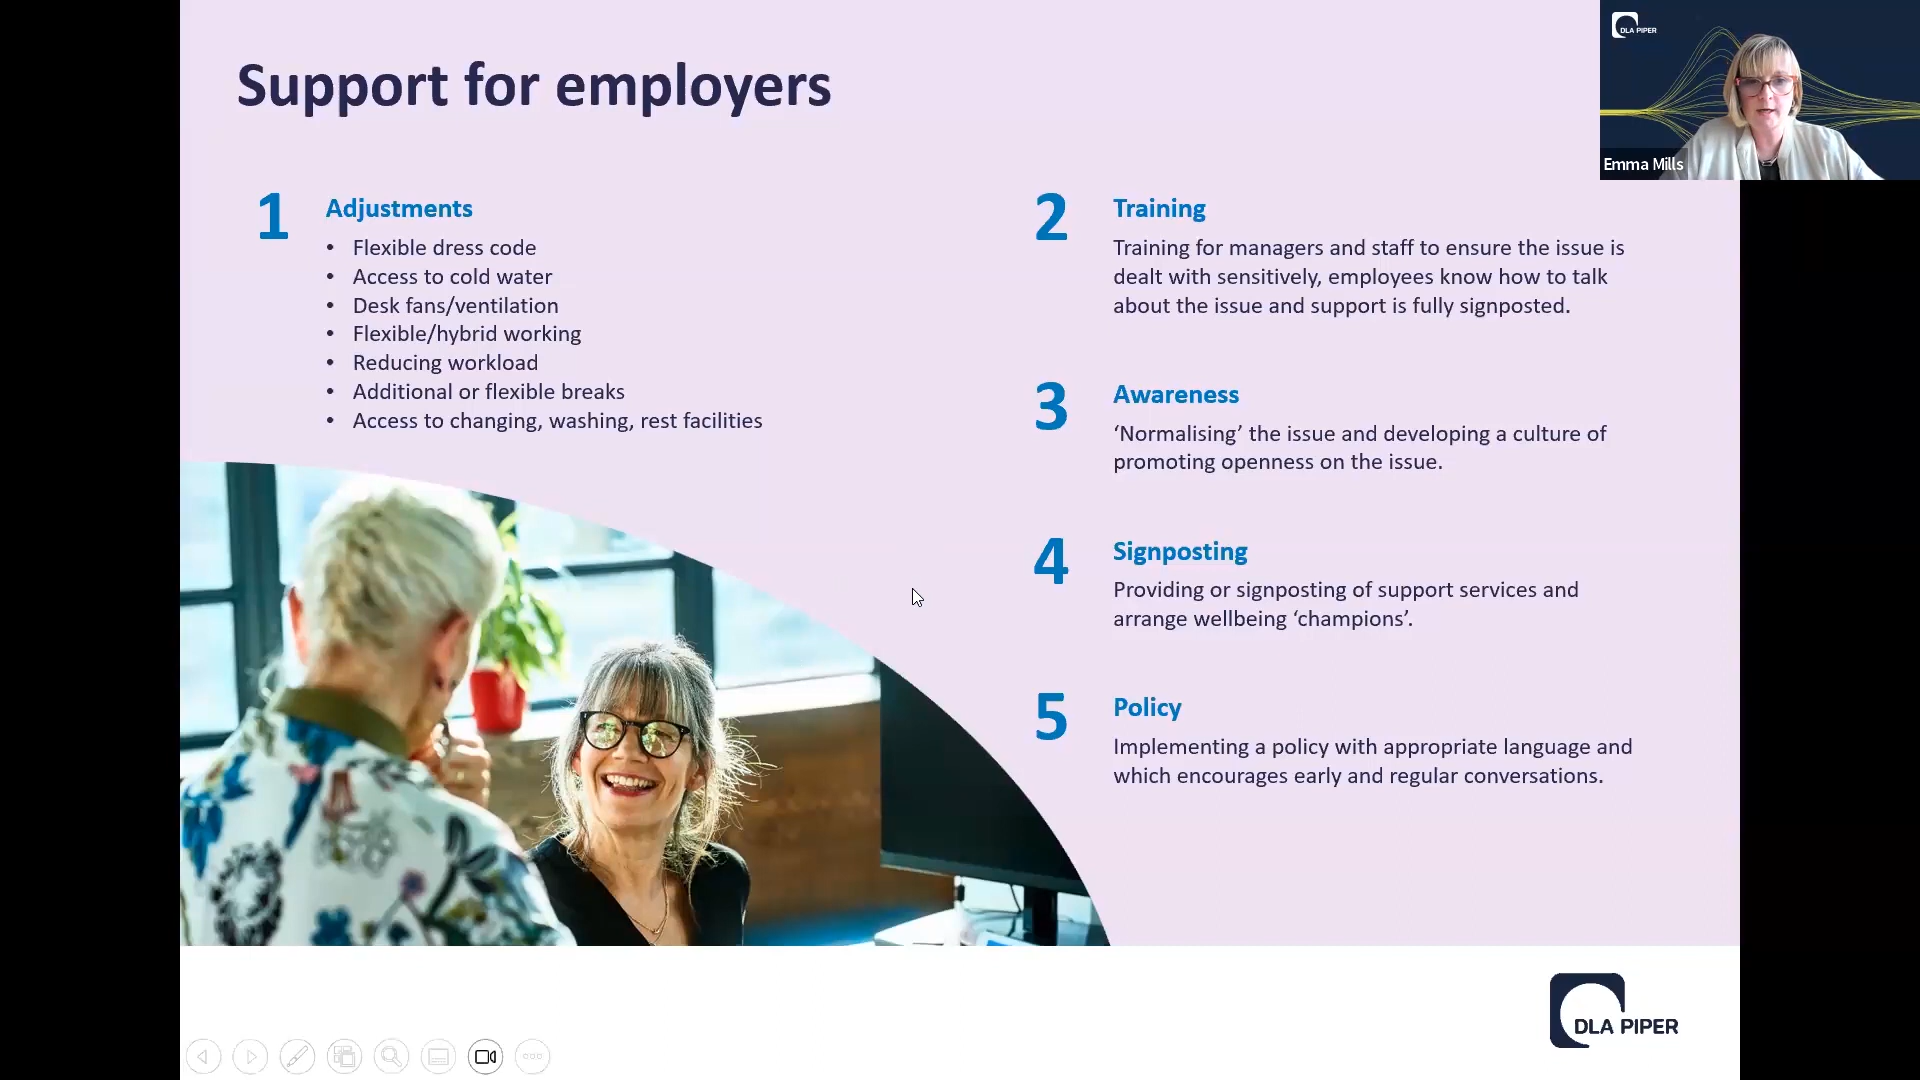 Support for employers
DLA PIPER
Emma Mills
1
Adjustments
• Flexible dress code
• Access to cold water
• Desk fans/ventilation
• Flexible/hybrid working
• Reducing workload
• Additional or flexible breaks
• Access to changing, washing, rest facilities
2
Training
Training for managers and staff to ensure the issue is
dealt with sensitively, employees know how to talk
about the issue and support is fully signposted.
3
Awareness
‘Normalising’ the issue and developing a culture of
promoting openness on the issue.
4
Signposting
Providing or signposting of support services and
arrange wellbeing ‘champions’.
5
Policy
Implementing a policy with appropriate language and
which encourages early and regular conversations.
DLA PIPER